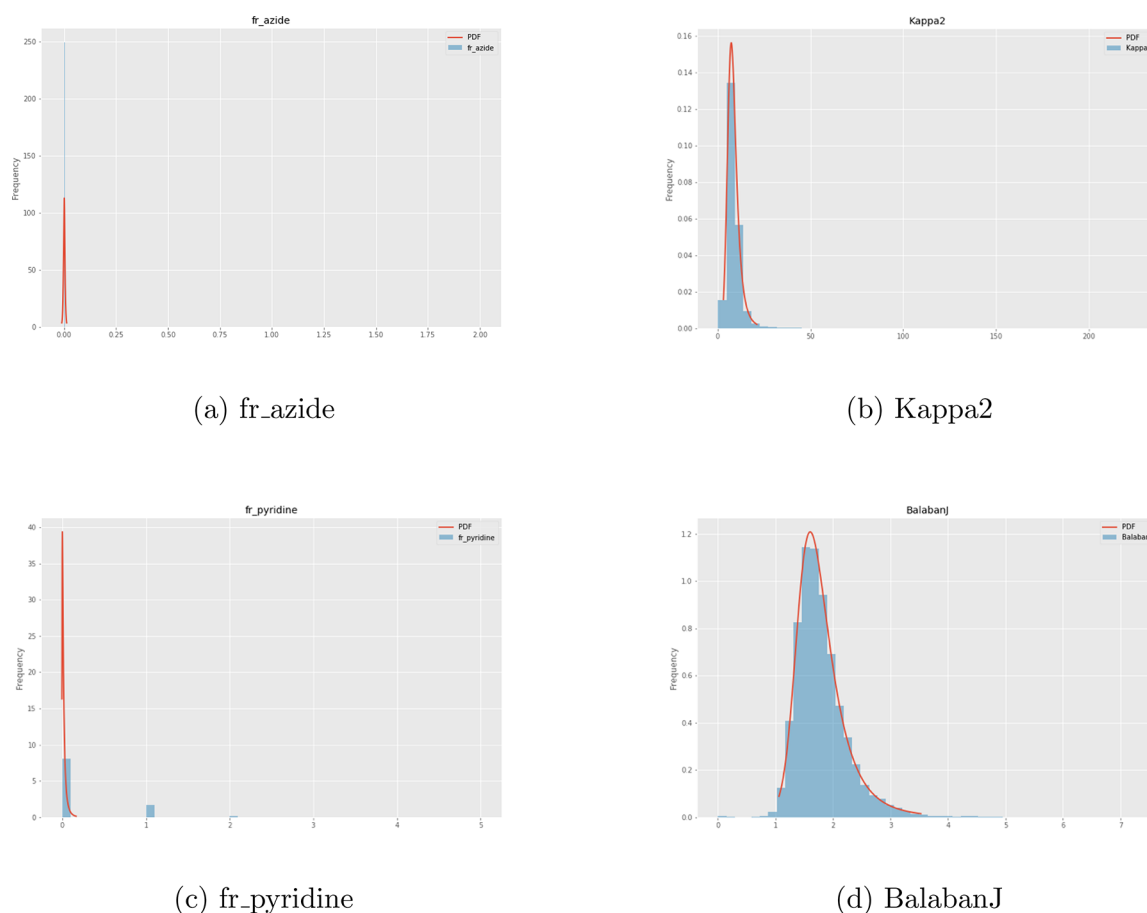 fr_azide
PDF
fr_azide
250
200
150
100
50
0
Frequency
0.00 0.25 0.50 0.75 1.00 1.25 1.50 1.75 2.00
(a) fr_azide
Kappa2
PDF
Kappa
0.16
0.14
0.12
0.10
0.08
0.06
0.04
0.02
0.00
Frequency
0 50 100 150 200
(b) Kappa2
fr_pyridine
PDF
fr_pyridine
40
35
30
25
20
15
10
5
0
Frequency
0 1 2 3 4 5
(c) fr_pyridine
BalabanJ
PDF
Balaban
1.2
1.0
0.8
0.6
0.4
0.2
0.0
Frequency
0 1 2 3 4 5 6 7
(d) BalabanJ